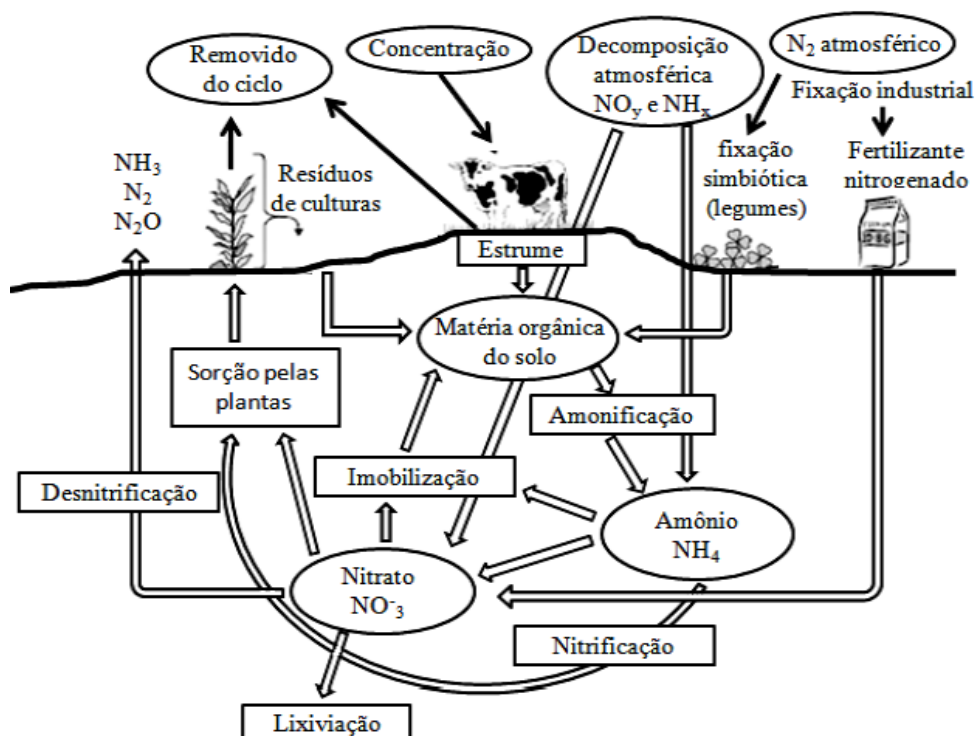 Removido
do ciclo
Concentração
Decomposição
atmosférica
NOy e NHx
N2 atmosférico
Fixação industrial
NH3
N2
N2O
Resíduos
de culturas
fixação
simbiótica
(legumes)
Fertilizante
nitrogenado
Estrume
Matéria orgânica
do solo
Sorção pelas
plantas
Amonificação
Imobilização
Desnitrificação
Amônio
NH4
Nitrato
NO-3
Nitrificação
Lixiviação